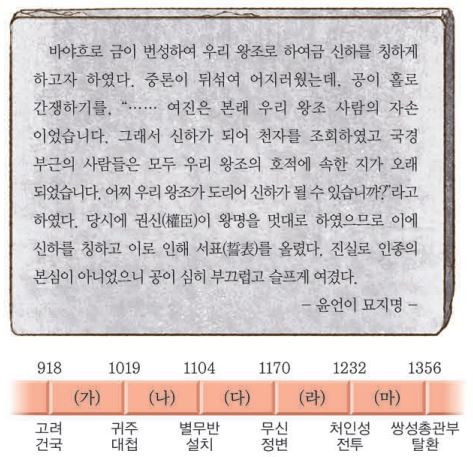 바야흐로 금이 번성하여 우리 왕조로 하여금 신하를 칭하게
하고자 하였다. 중론이 뒤섞여 어지러웠는데, 공이 홀로
간쟁하기를, “…… 여진은 본래 우리 왕조 사람의 자손
이었습니다. 그래서 신하가 되어 천자를 조회하였고 국경
부근의 사람들은 모두 우리 왕조의 호적에 속한 지가 오래
되었습니다. 어찌 우리 왕조가 도리어 신하가 될 수 있습니까?”라고
하였다. 당시에 권신(權臣)이 왕명을 멋대로 하였으므로 이에
신하를 칭하고 이로 인해 서표(誓表)를 올렸다. 진실로 인종의
본심이 아니었으니 공이 심히 부끄럽고 슬프게 여겼다.
– 윤언이 묘지명 –
918 1019 1104 1170 1232 1356
(가) (나) (다) (라) (마)
고려 귀주 별무반 무신 처인성 쌍성총관부
건국 대첩 설치 정변 전투 탈환